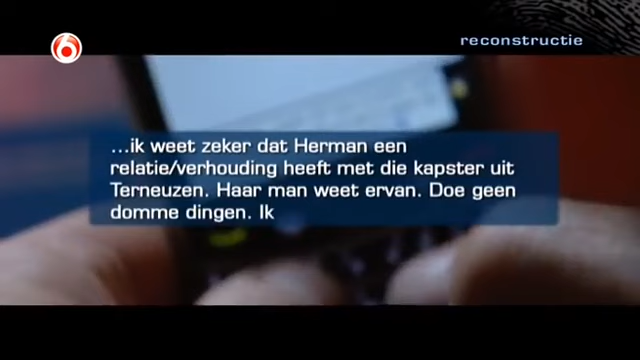 6
reconstructie
...ik weet zeker dat Herman een
relatie/verhouding heeft met die kapster uit
Terneuzen. Haar man weet ervan. Doe geen
domme dingen. Ik